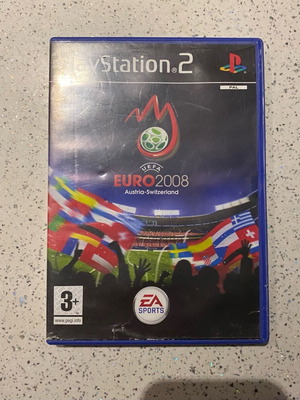 PlayStation®2
PAL
UEFA
EURO2008
Austria-Switzerland
3+
www.pegi.info
EA
SPORTS